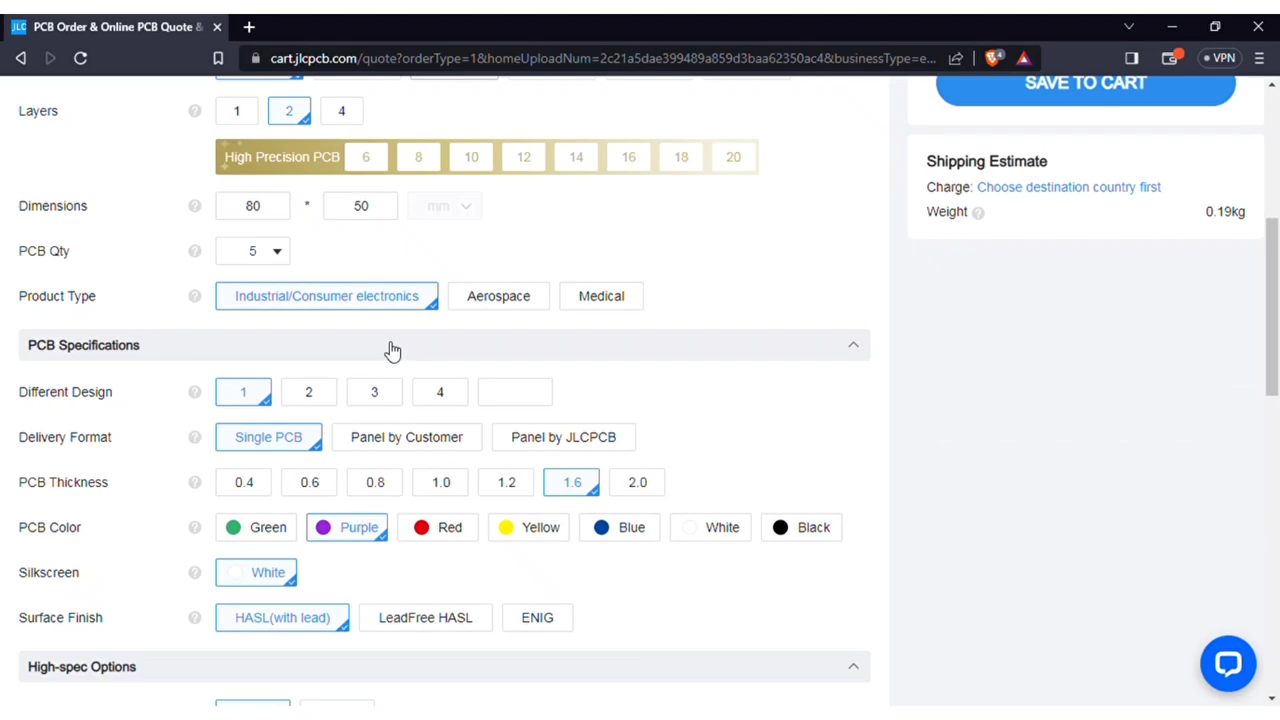 JLC PCB Order & Online PCB Quote &
cart.jlcpcb.com/quote?orderType=1&homeUploadNum=2c21a5dae399489a859d3baa62350ac4&businessType=e...
4
VPN
SAVE TO CART
Layers ? 1 2 4
High Precision PCB 6 8 10 12 14 16 18 20
Shipping Estimate
Charge: Choose destination country first
Weight ? 0.19kg
Dimensions ? 80 * 50 mm
PCB Qty ? 5
Product Type ? Industrial/Consumer electronics Aerospace Medical
PCB Specifications
Different Design ? 1 2 3 4
Delivery Format ? Single PCB Panel by Customer Panel by JLCPCB
PCB Thickness ? 0.4 0.6 0.8 1.0 1.2 1.6 2.0
PCB Color ? Green Purple Red Yellow Blue White Black
Silkscreen ? White
Surface Finish ? HASL(with lead) LeadFree HASL ENIG
High-spec Options